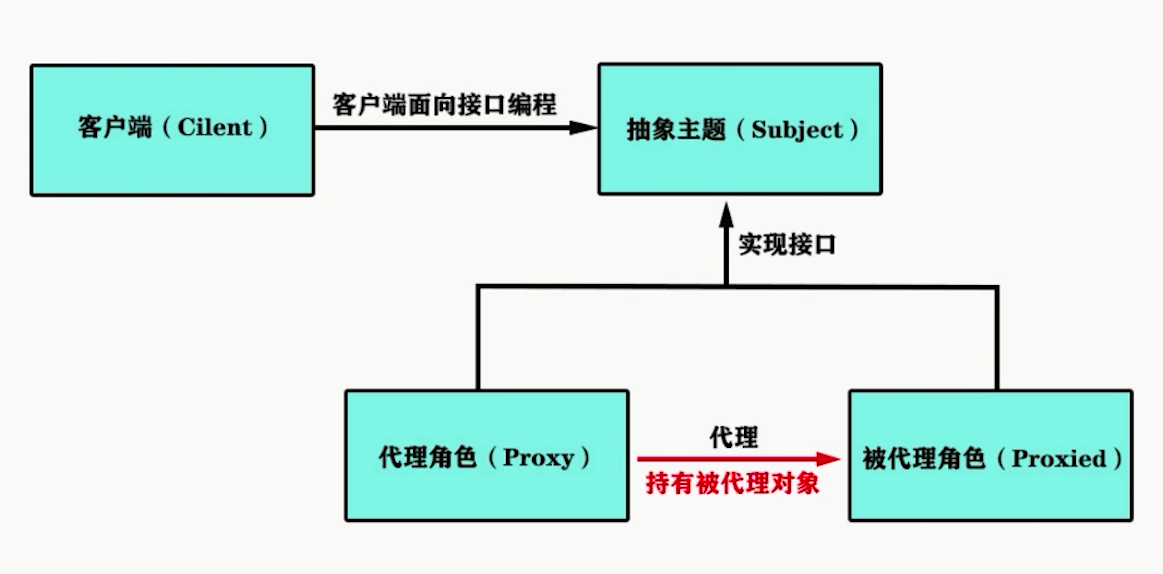 客户端面向接口编程
客户端（Cilent）
抽象主题（Subject）
实现接口
代理
代理角色（Proxy）
被代理角色（Proxied）
持有被代理对象